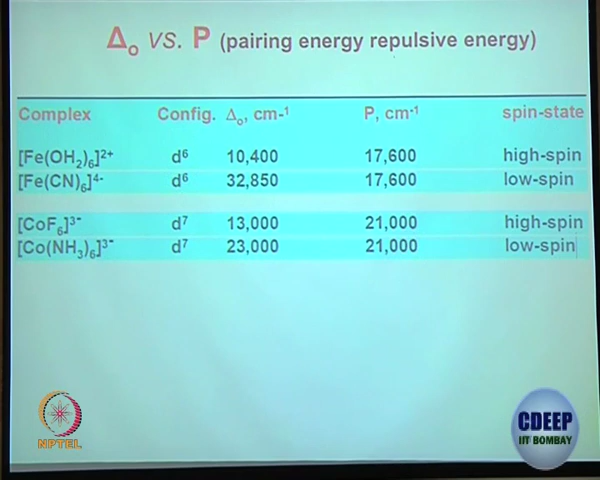 Δo VS. P (pairing energy repulsive energy)
Complex Config. Δo, cm-1 P, cm-1 spin-state
[Fe(OH2)6]2+ d6 10,400 17,600 high-spin
[Fe(CN)6]4- d6 32,850 17,600 low-spin
[CoF6]3- d7 13,000 21,000 high-spin
[Co(NH3)6]3- d7 23,000 21,000 low-spin
NPTEL
CDEEP
IIT BOMBAY